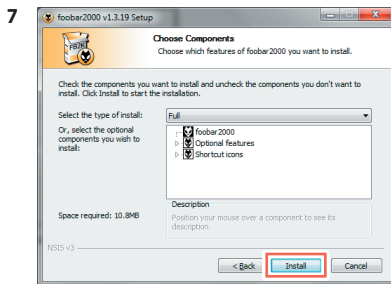 7
foobar2000 v1.3.19 Setup
FB2K!
Choose Components
Choose which features of foobar2000 you want to install.
Check the components you want to install and uncheck the components you don't want to
install. Click Install to start the installation.
Select the type of install:
Full
Or, select the optional
components you wish to
install:
foobar2000
Optional features
Shortcut icons
Space required: 10.8MB
Description
Position your mouse over a component to see its
description.
NSIS v3
< Back
Install
Cancel